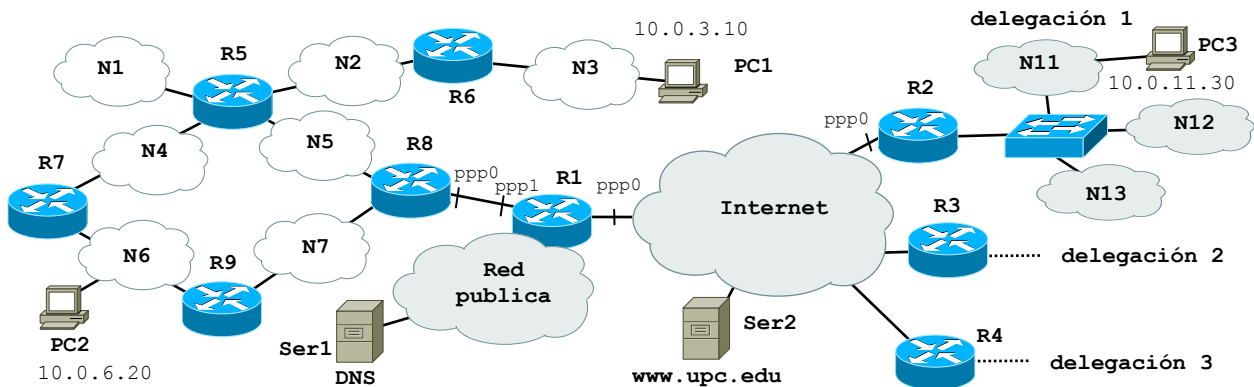 delegación 1
10.0.3.10
N1
R5
N2
R6
N3
PC1
N11
PC3
10.0.11.30
R2
ppp0
N12
N13
N4
N5
R8
R7
ppp0
ppp1
R1
ppp0
Internet
N6
N7
R9
R3
delegación 2
Red
publica
PC2
10.0.6.20
Ser1
DNS
Ser2
www.upc.edu
R4
delegación 3